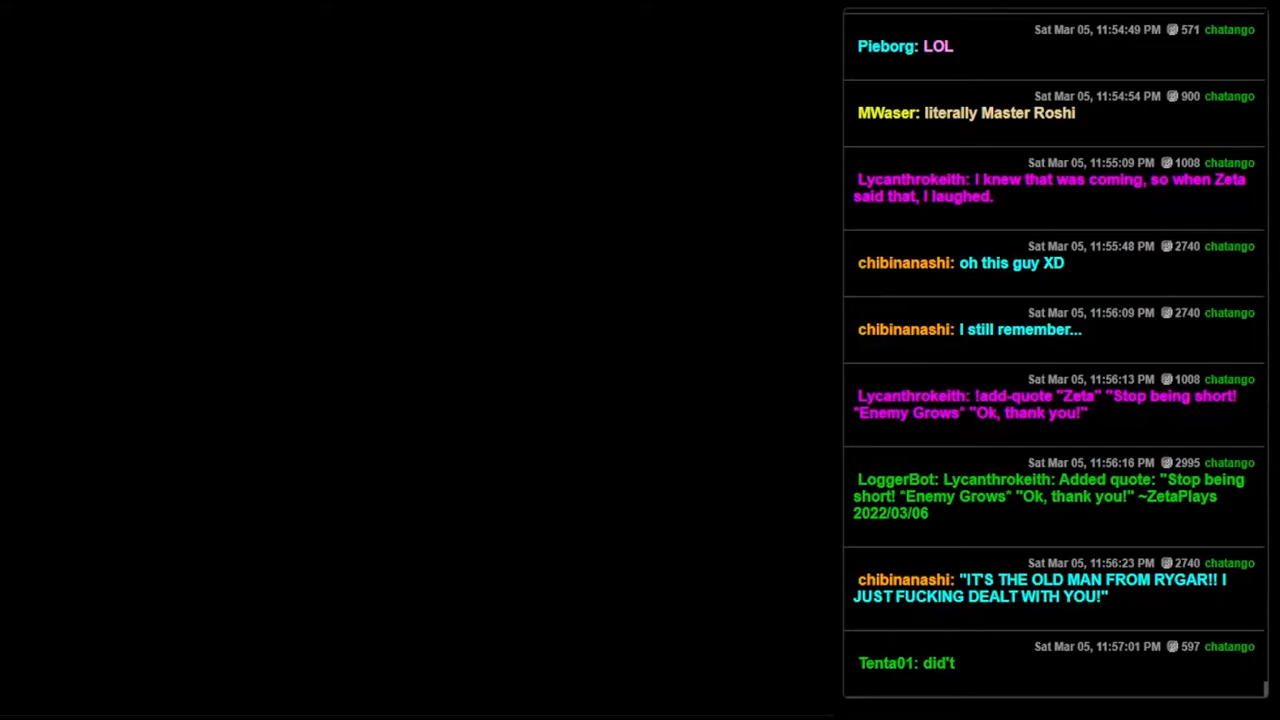 Sat Mar 05, 11:54:49 PM 571 chatango
Pieborg: LOL
Sat Mar 05, 11:54:54 PM 900 chatango
MWaser: literally Master Roshi
Sat Mar 05, 11:55:09 PM 1008 chatango
Lycanthrokeith: I knew that was coming, so when Zeta
said that, I laughed.
Sat Mar 05, 11:55:48 PM 2740 chatango
chibinanashi: oh this guy XD
Sat Mar 05, 11:56:09 PM 2740 chatango
chibinanashi: I still remember...
Sat Mar 05, 11:56:13 PM 1008 chatango
Lycanthrokeith: !add-quote "Zeta" "Stop being short!
*Enemy Grows* "Ok, thank you!"
Sat Mar 05, 11:56:16 PM 2995 chatango
LoggerBot: Lycanthrokeith: Added quote: "Stop being
short! *Enemy Grows* "Ok, thank you!" ~ZetaPlays
2022/03/06
Sat Mar 05, 11:56:23 PM 2740 chatango
chibinanashi: "IT'S THE OLD MAN FROM RYGAR!! I
JUST FUCKING DEALT WITH YOU!"
Sat Mar 05, 11:57:01 PM 597 chatango
Tenta01: did't